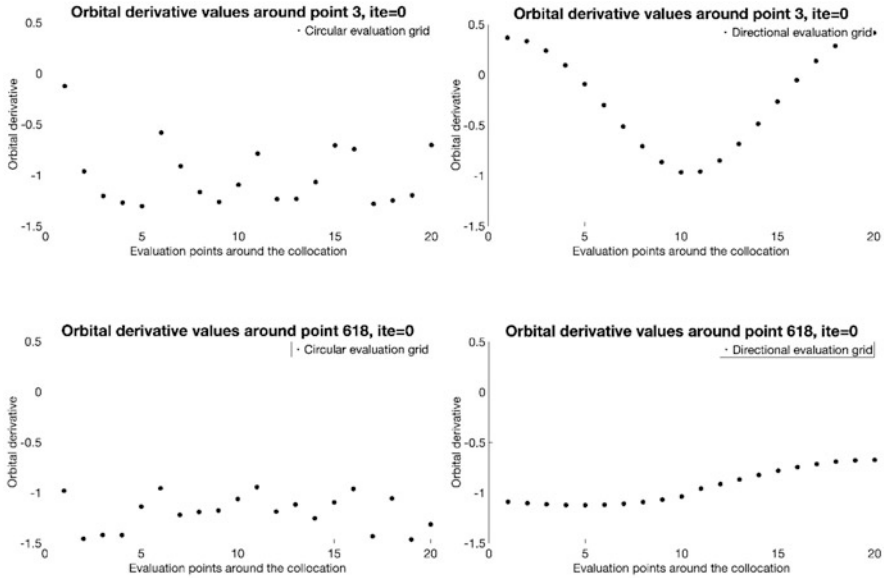 Orbital derivative values around point 3, ite=0
· Circular evaluation grid
Orbital derivative
0.5
0
-0.5
-1
-1.5
0
5
10
15
20
Evaluation points around the collocation
Orbital derivative values around point 3, ite=0
· Directional evaluation grid
Orbital derivative
0.5
0
-0.5
-1
-1.5
0
5
10
15
20
Evaluation points around the collocation
Orbital derivative values around point 618, ite=0
· Circular evaluation grid
Orbital derivative
0.5
0
-0.5
-1
-1.5
0
5
10
15
20
Evaluation points around the collocation
Orbital derivative values around point 618, ite=0
· Directional evaluation grid
Orbital derivative
0.5
0
-0.5
-1
-1.5
0
5
10
15
20
Evaluation points around the collocation